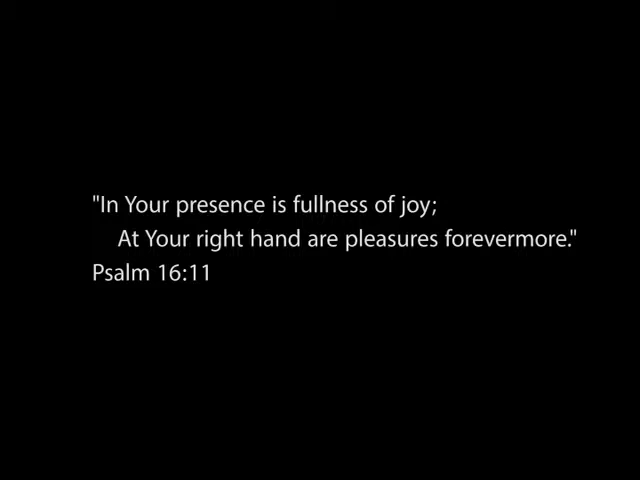 "In Your presence is fullness of joy;
At Your right hand are pleasures forevermore."
Psalm 16:11